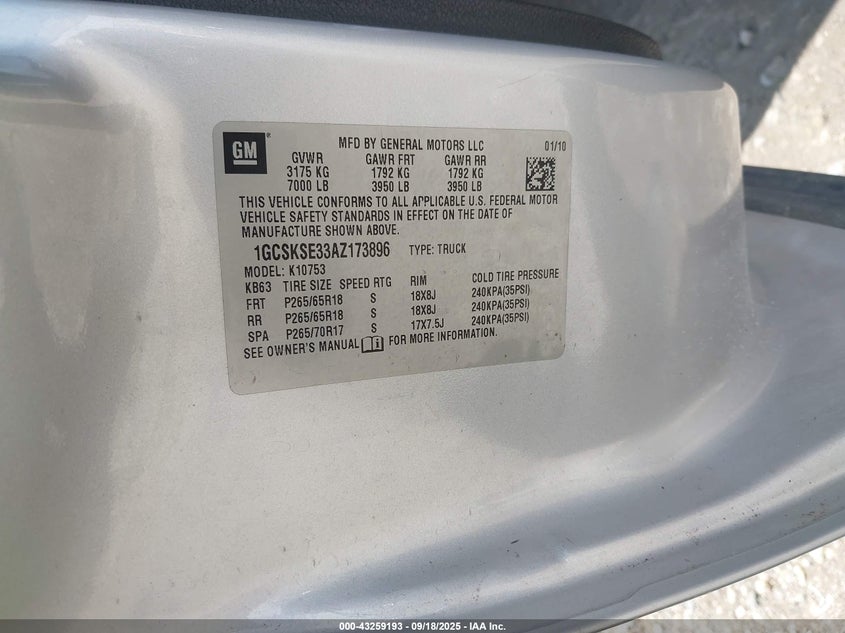 GM ® MFD BY GENERAL MOTORS LLC 01/10
GVWR GAWR FRT GAWR RR
3175 KG 1792 KG 1792 KG
7000 LB 3950 LB 3950 LB
THIS VEHICLE CONFORMS TO ALL APPLICABLE U.S. FEDERAL MOTOR
VEHICLE SAFETY STANDARDS IN EFFECT ON THE DATE OF
MANUFACTURE SHOWN ABOVE.
1GCSKSE33AZ173896 TYPE: TRUCK
MODEL: K10753
KB63 TIRE SIZE SPEED RTG RIM COLD TIRE PRESSURE
FRT P265/65R18 S 18X8J 240KPA(35PSI)
RR P265/65R18 S 18X8J 240KPA(35PSI)
SPA P265/70R17 S 17X7.5J 240KPA(35PSI)
SEE OWNER'S MANUAL FOR MORE INFORMATION.
000-43259193 - 09/18/2025 - IAA Inc.